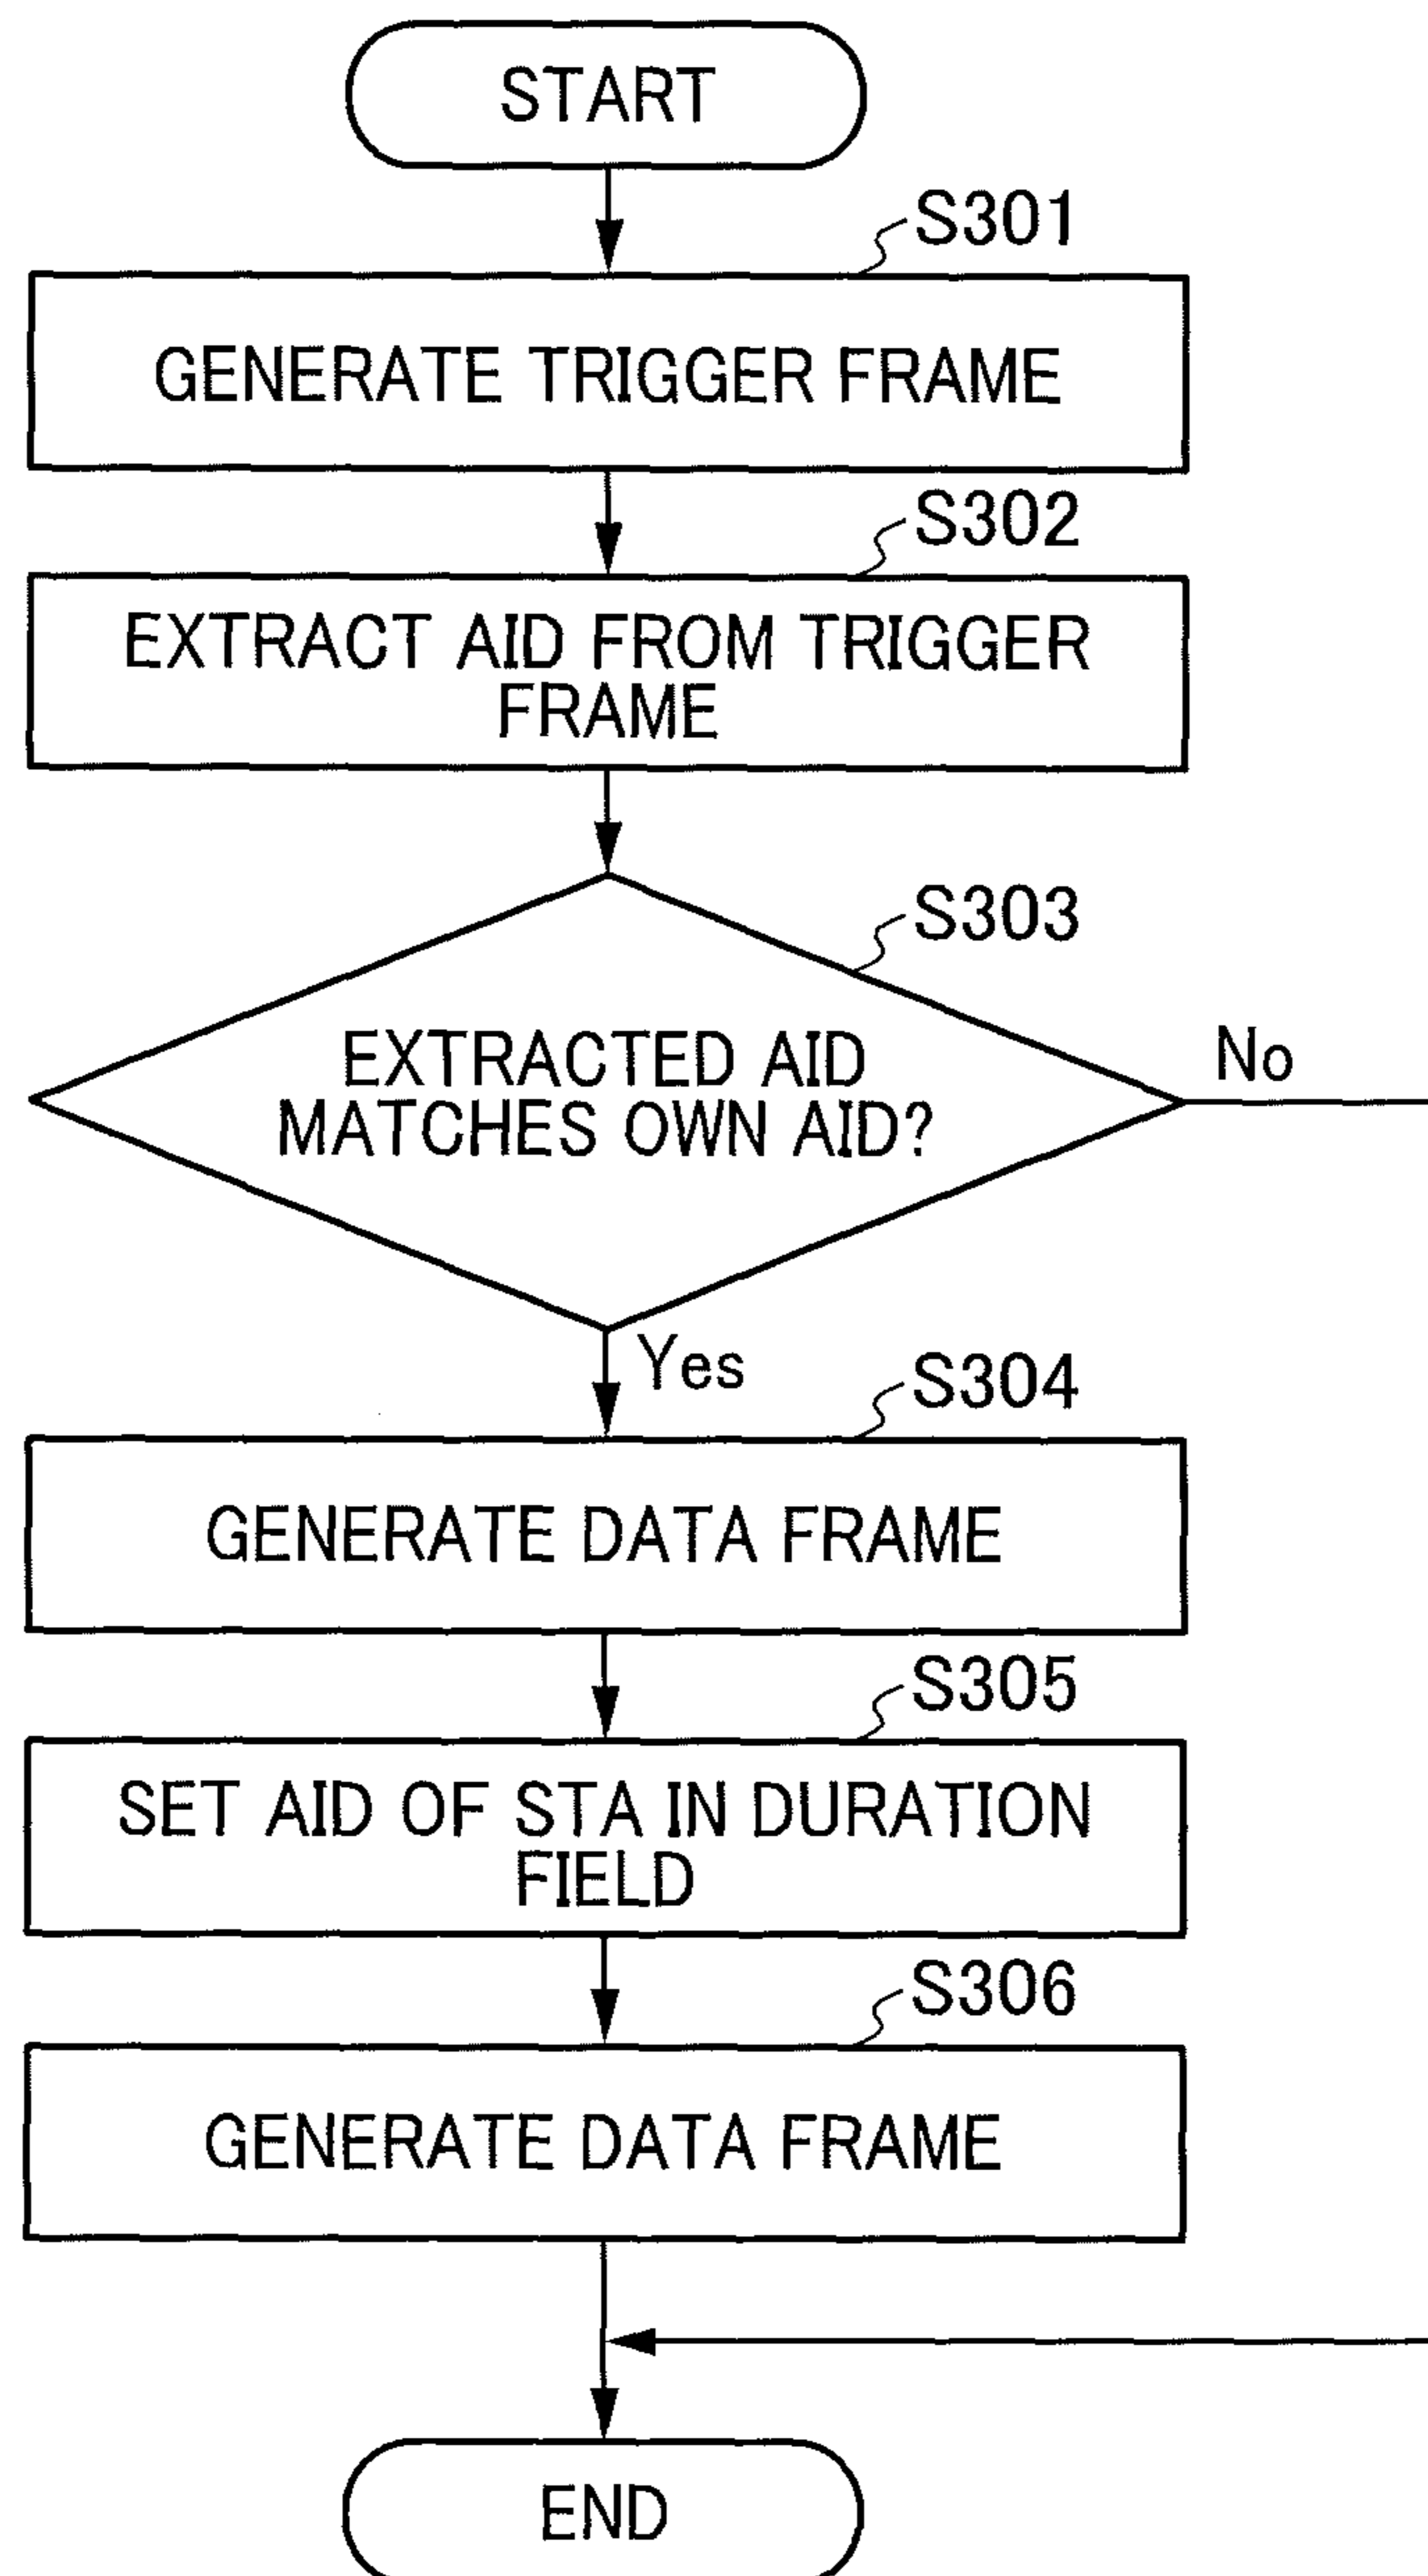 START
S301
GENERATE TRIGGER FRAME
S302
EXTRACT AID FROM TRIGGER
FRAME
S303
EXTRACTED AID
MATCHES OWN AID?
No
Yes
S304
GENERATE DATA FRAME
S305
SET AID OF STA IN DURATION
FIELD
S306
GENERATE DATA FRAME
END